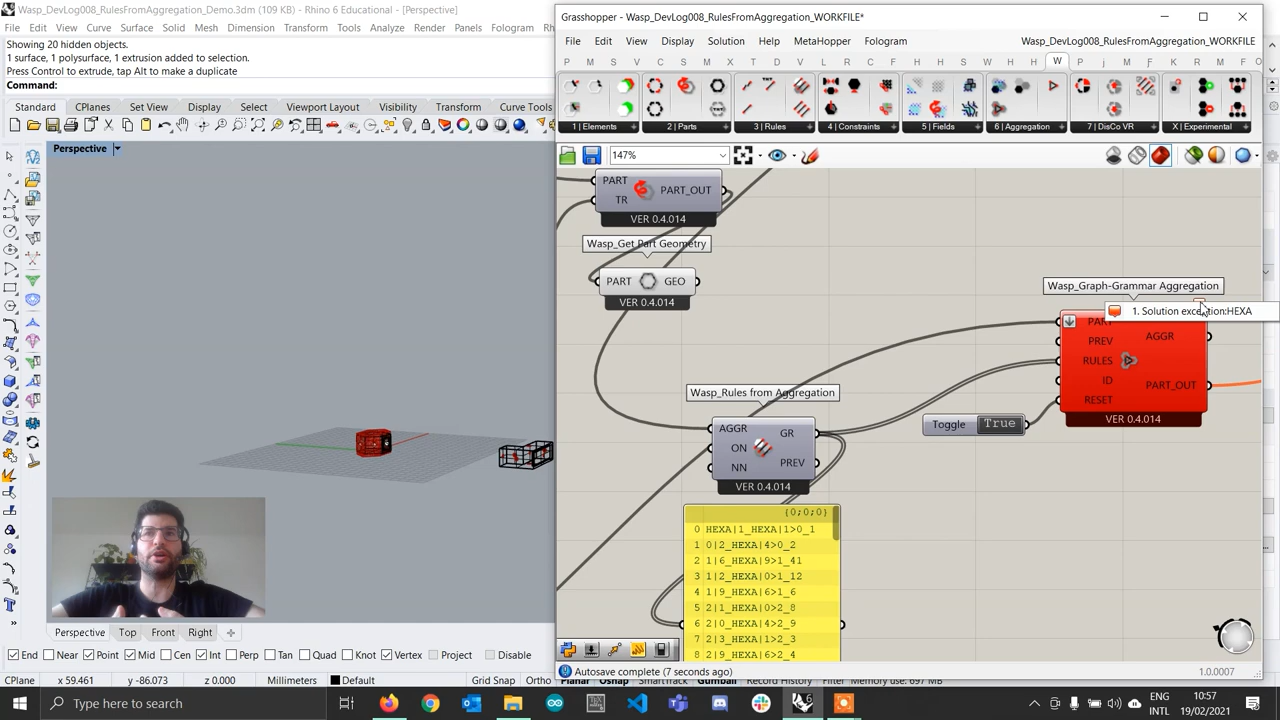 Wasp_DevLog008_RulesFromAggregation_Demo.3dm (109 KB) - Rhino 6 Educational - [Perspective]
File Edit View Curve Surface Solid Mesh Dimension Transform Tools Analyze Render Panels Fologram
Showing 20 hidden objects.
1 surface, 1 polysurface, 1 extrusion added to selection.
Press Control to extrude, tap Alt to make a duplicate
Command:
Standard CPlanes Set View Display Select Viewport Layout Visibility Transform Curve Tools
Perspective
Grasshopper - Wasp_DevLog008_RulesFromAggregation_WORKFILE*
File Edit View Display Solution Help MetaHopper Fologram Wasp_DevLog008_RulesFromAggregation_WORKFILE
P M S V C S M I D V L B K E H S W W O W W W P j M F A K R M F O
1 | Elements 2 | Parts 3 | Rules 4 | Constraints 5 | Fields 6 | Aggregation 7 | DisCo VR X | Experimental
147%
PART
TR
PART_OUT
VER 0.4.014
Wasp_Get Part Geometry
PART GEO
VER 0.4.014
Wasp_Graph-Grammar Aggregation
1. Solution exception:HEXA
PREV
RULES
ID
RESET
AGGR
PART_OUT
VER 0.4.014
Wasp_Rules from Aggregation
AGGR
ON
NN
GR
PREV
VER 0.4.014
Toggle True
{0;0;0}
0 HEXA|1_HEXA|1>0_1
1 0|2_HEXA|4>0_2
2 1|6_HEXA|9>1_41
3 1|2_HEXA|0>1_12
4 1|9_HEXA|6>1_6
5 2|1_HEXA|0>2_8
6 2|0_HEXA|4>2_9
7 2|3_HEXA|1>2_3
8 2|9_HEXA|6>2_4
Autosave complete (7 seconds ago)
1.0.0007
Perspective Top Front Right
End Near Point Mid Cen Int Perp Tan Quad Knot Vertex Project Disable
CPlane x 59.461 y -86.073 z 0.000 Millimeters Default Grid Snap Ortho Planar Osnap SmartTrack Gumball Record History Filter Memory use: 697 MB
Type here to search
ENG
INTL
10:57
19/02/2021